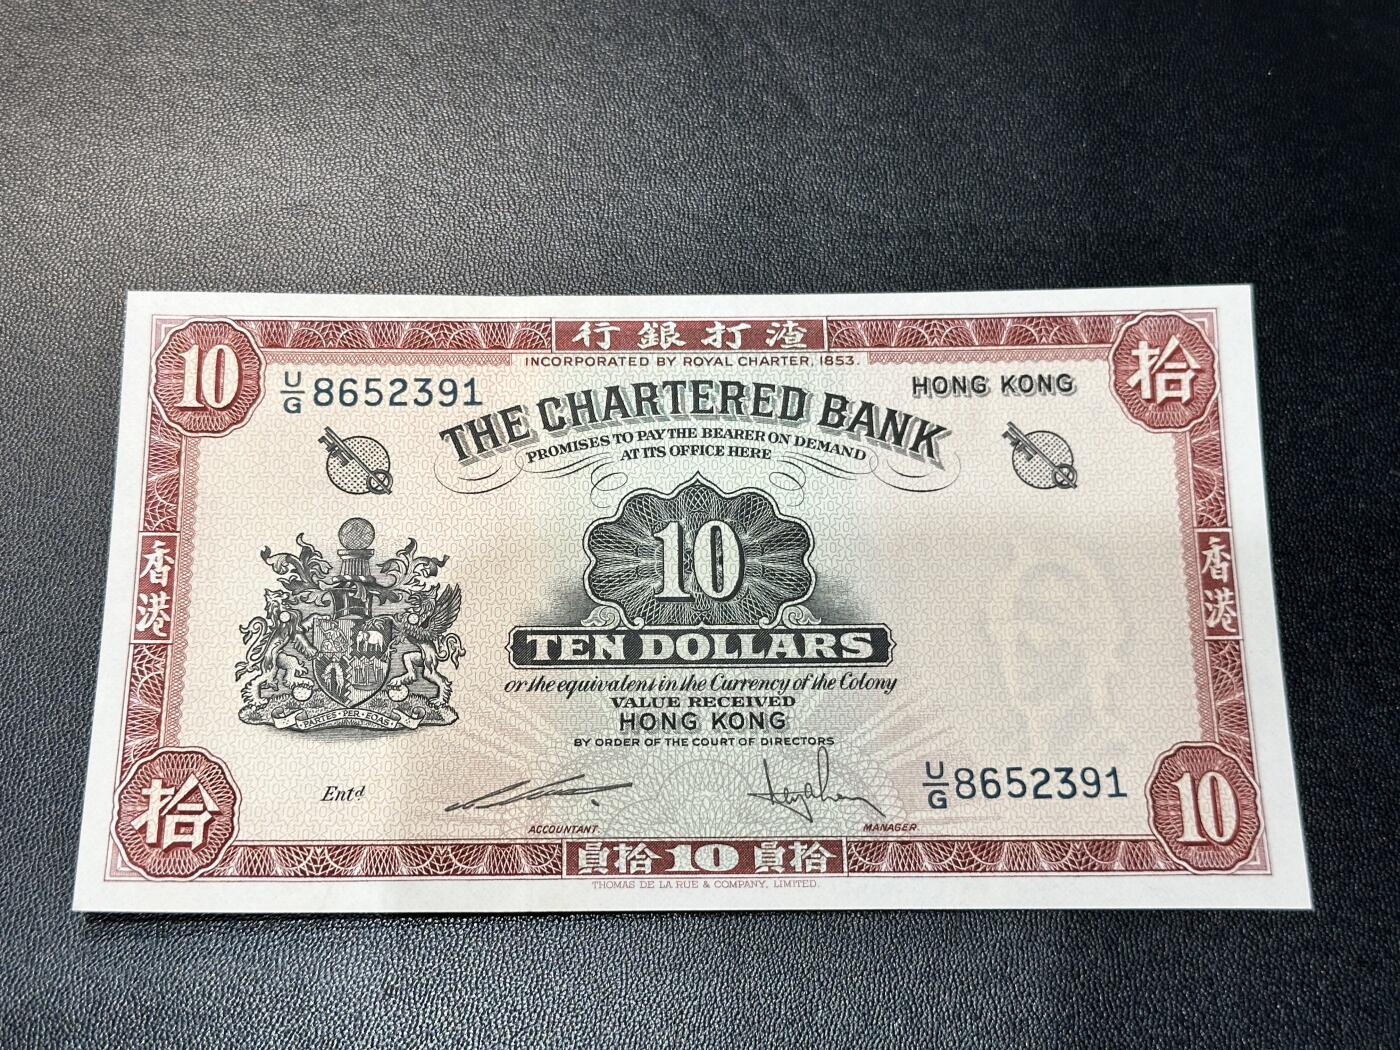 行銀打渣
INCORPORATED BY ROYAL CHARTER, 1853.
10
拾
U/G 8652391
HONG KONG
THE CHARTERED BANK
PROMISES TO PAY THE BEARER ON DEMAND
AT ITS OFFICE HERE
10
香港
香港
TEN DOLLARS
or the equivalent in the Currency of the Colony
VALUE RECEIVED
HONG KONG
BY ORDER OF THE COURT OF DIRECTORS
PARTES·PER·EOAS
Entd
U/G 8652391
ACCOUNTANT.
MANAGER.
拾
10
員拾 10 員拾
THOMAS DE LA RUE & COMPANY, LIMITED.